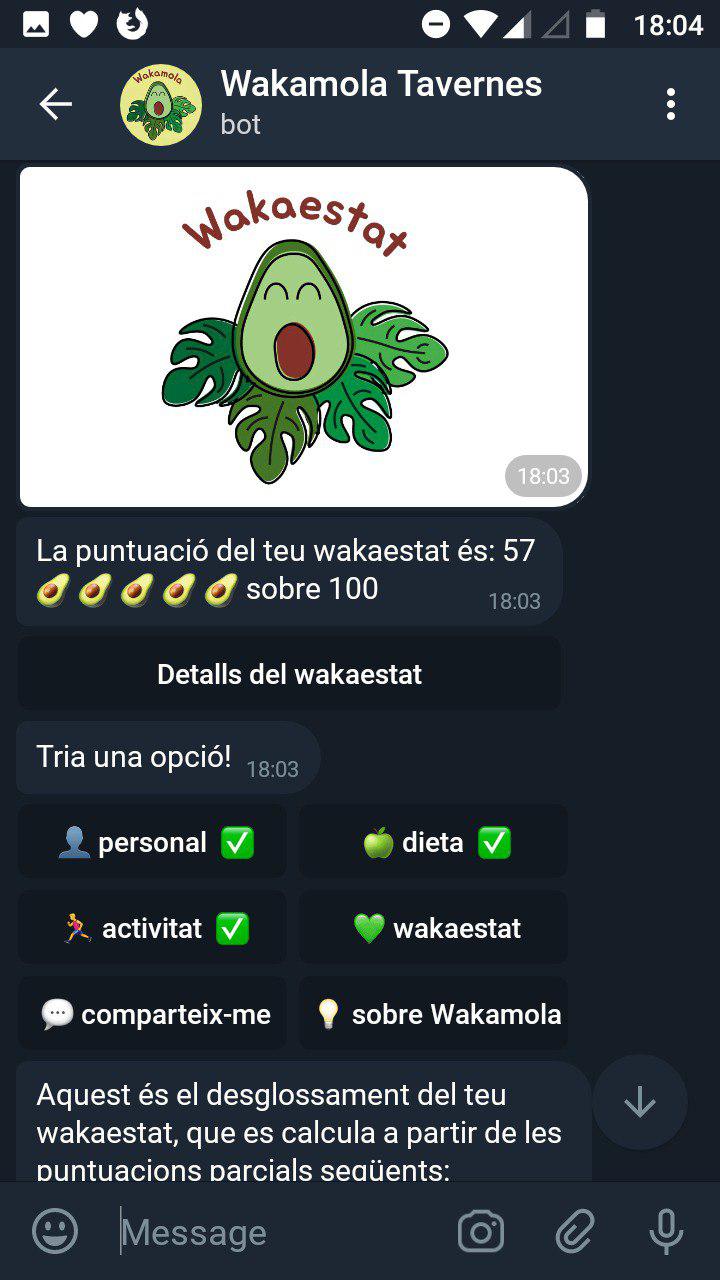 18:04
Wakamola
Wakamola Tavernes
bot
Wakaestat
18:03
La puntuació del teu wakaestat és: 57
🥑🥑🥑🥑🥑 sobre 100
18:03
Detalls del wakaestat
Tria una opció! 18:03
👤 personal ✅
🍏 dieta ✅
🏃 activitat ✅
💚 wakaestat
💬 comparteix-me
💡 sobre Wakamola
Aquest és el desglossament del teu
wakaestat, que es calcula a partir de les
puntuacions parcials següents:
Message